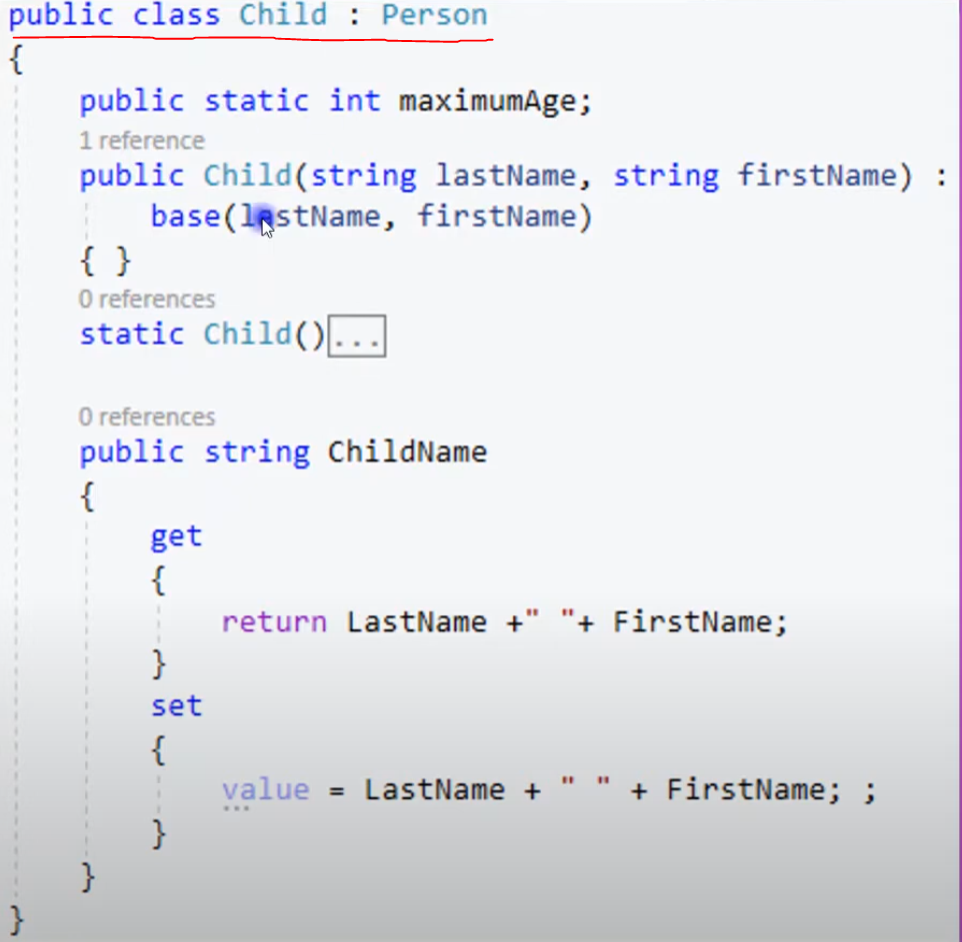 public class Child : Person
{
public static int maximumAge;
1 reference
public Child(string lastName, string firstName) :
base(lastName, firstName)
{ }
0 references
static Child()...
0 references
public string ChildName
{
get
{
return LastName +" "+ FirstName;
}
set
{
value = LastName + " " + FirstName; ;
}
}
}